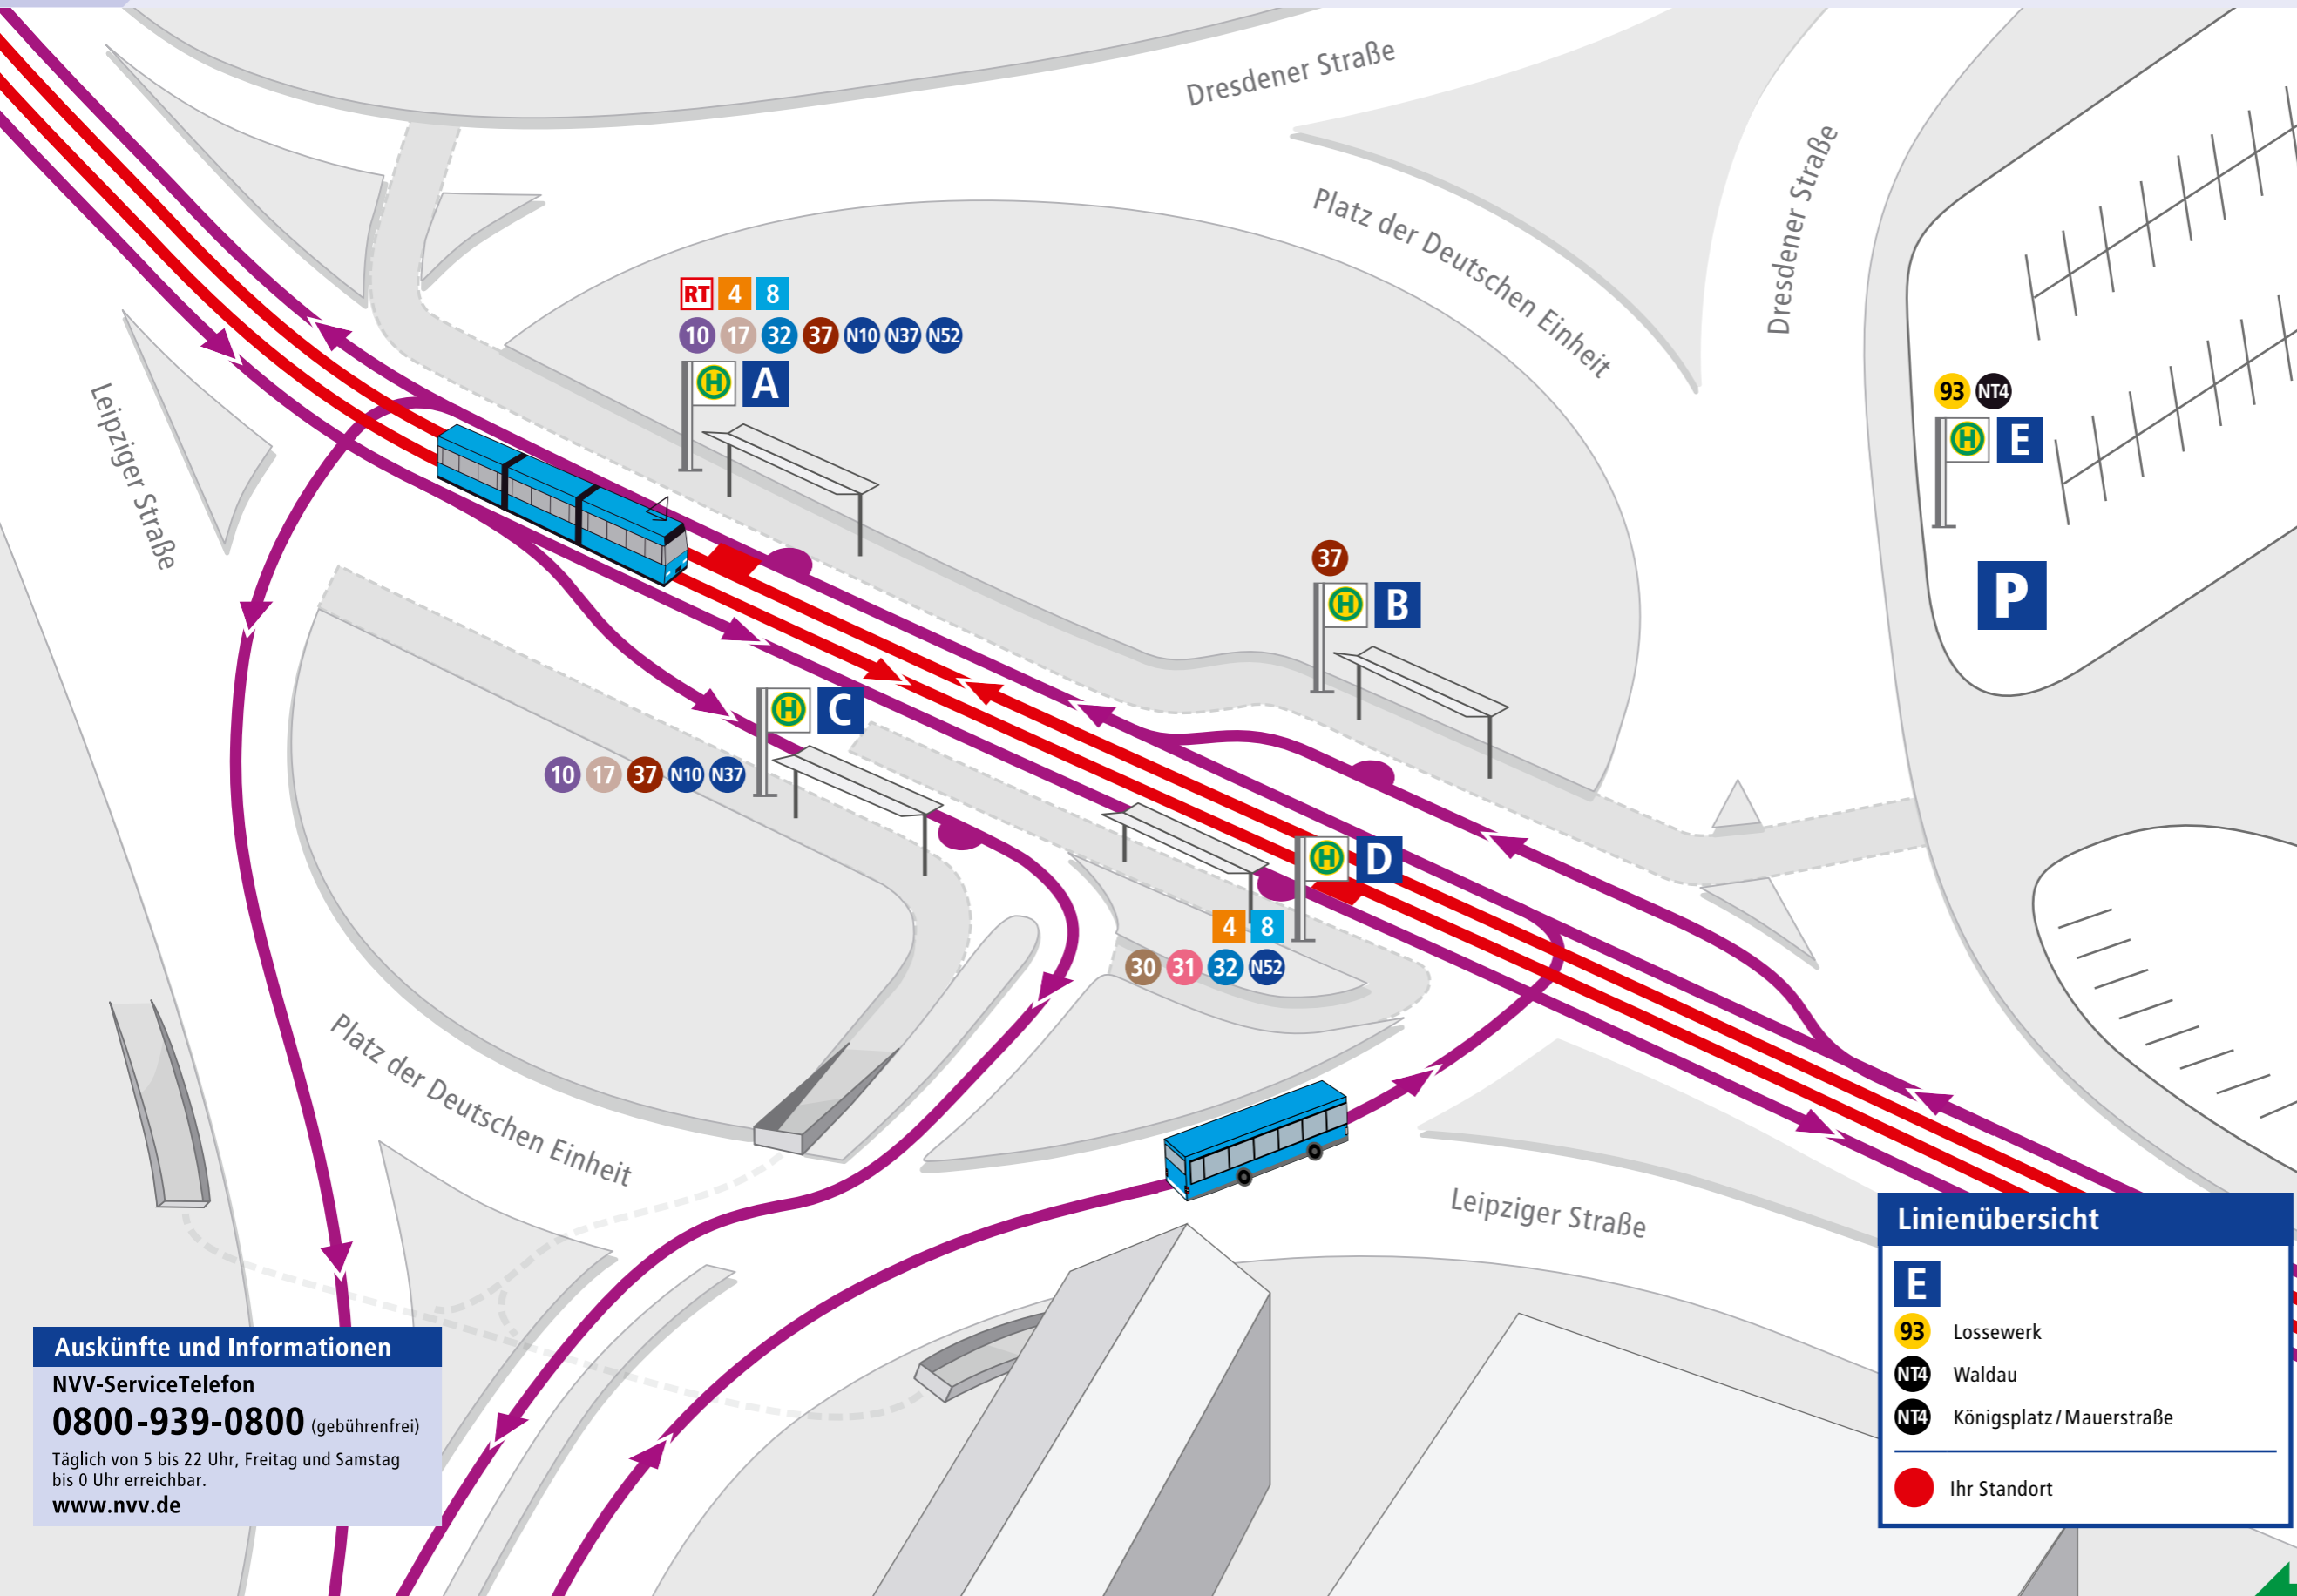 Dresdener Straße
Dresdener Straße
Platz der Deutschen Einheit
RT 4 8
10 17 32 37 N10 N37 N52
H A
Leipziger Straße
93 NT4
H E
P
37
H B
H C
10 17 37 N10 N37
H D
4 8
30 31 32 N52
Platz der Deutschen Einheit
Leipziger Straße
Linienübersicht
E
93 Lossewerk
NT4 Waldau
NT4 Königsplatz/Mauerstraße
Ihr Standort
Auskünfte und Informationen
NVV-ServiceTelefon
0800-939-0800 (gebührenfrei)
Täglich von 5 bis 22 Uhr, Freitag und Samstag
bis 0 Uhr erreichbar.
www.nvv.de